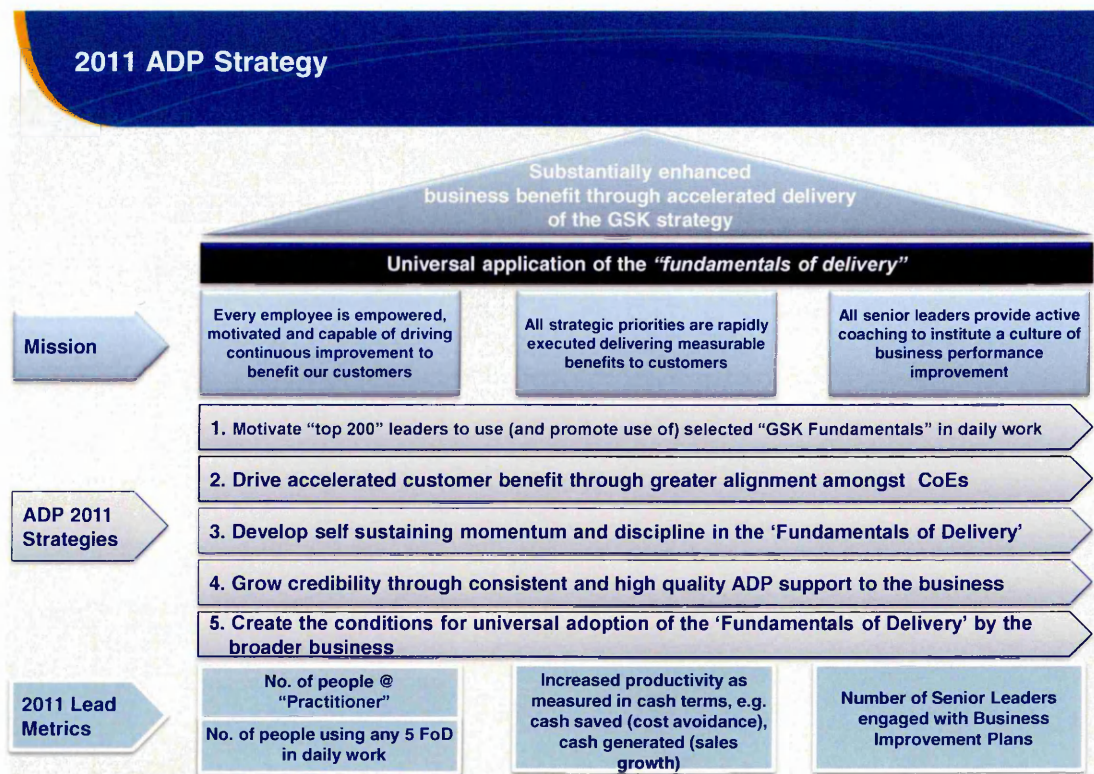 2011 ADP Strategy
Substantially enhanced
business benefit through accelerated delivery
of the GSK strategy
Universal application of the "fundamentals of delivery"
Mission
Every employee is empowered,
motivated and capable of driving
continuous improvement to
benefit our customers
All strategic priorities are rapidly
executed delivering measurable
benefits to customers
All senior leaders provide active
coaching to institute a culture of
business performance
improvement
ADP 2011
Strategies
1. Motivate "top 200" leaders to use (and promote use of) selected "GSK Fundamentals" in daily work
2. Drive accelerated customer benefit through greater alignment amongst CoEs
3. Develop self sustaining momentum and discipline in the 'Fundamentals of Delivery'
4. Grow credibility through consistent and high quality ADP support to the business
5. Create the conditions for universal adoption of the 'Fundamentals of Delivery' by the
broader business
2011 Lead
Metrics
No. of people @
"Practitioner"
No. of people using any 5 FoD
in daily work
Increased productivity as
measured in cash terms, e.g.
cash saved (cost avoidance),
cash generated (sales
growth)
Number of Senior Leaders
engaged with Business
Improvement Plans